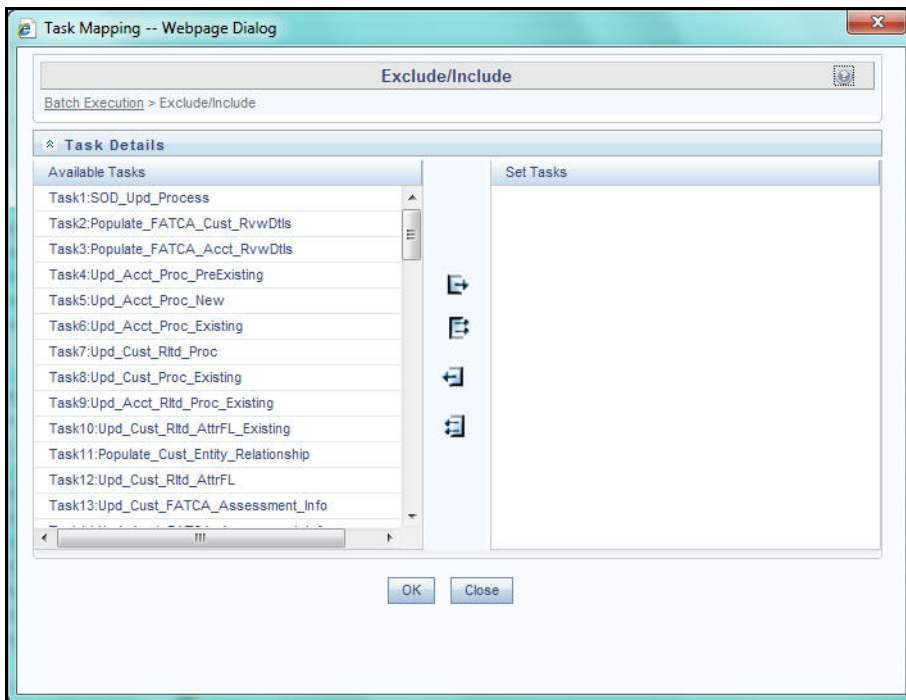 Task Mapping -- Webpage Dialog
Exclude/Include
Batch Execution > Exclude/Include
Task Details
Available Tasks
Set Tasks
Task1:SOD_Upd_Process
Task2:Populate_FATCA_Cust_RvwDtls
Task3:Populate_FATCA_Acct_RvwDtls
Task4:Upd_Acct_Proc_PreExisting
Task5:Upd_Acct_Proc_New
Task6:Upd_Acct_Proc_Existing
Task7:Upd_Cust_Rltd_Proc
Task8:Upd_Cust_Proc_Existing
Task9:Upd_Acct_Rltd_Proc_Existing
Task10:Upd_Cust_Rltd_AttrFL_Existing
Task11:Populate_Cust_Entity_Relationship
Task12:Upd_Cust_Rltd_AttrFL
Task13:Upd_Cust_FATCA_Assessment_Info
OK
Close